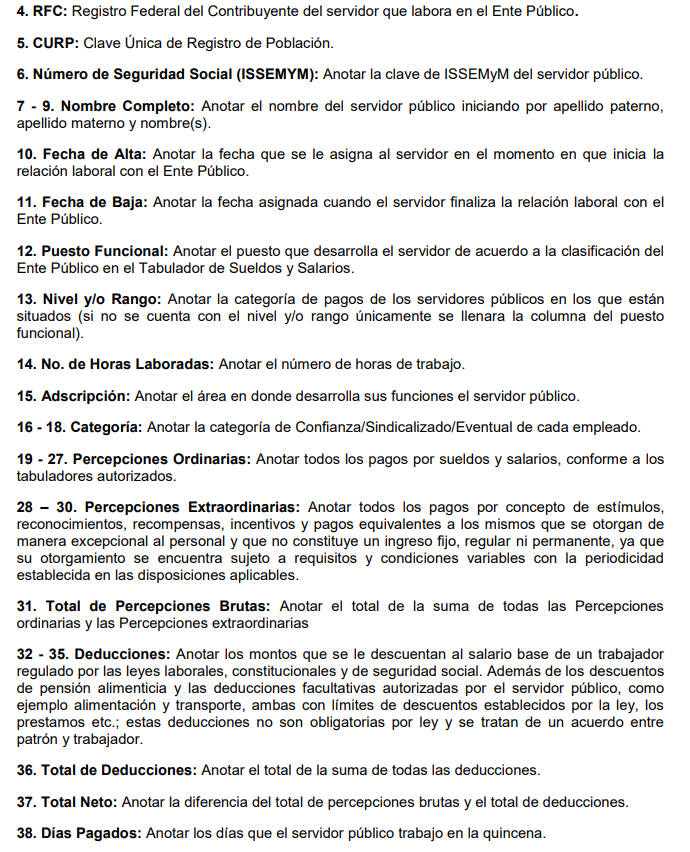 4. RFC: Registro Federal del Contribuyente del servidor que labora en el Ente Público.
5. CURP: Clave Única de Registro de Población.
6. Número de Seguridad Social (ISSEMYM): Anotar la clave de ISSEMyM del servidor público.
7 - 9. Nombre Completo: Anotar el nombre del servidor público iniciando por apellido paterno,
apellido materno y nombre(s).
10. Fecha de Alta: Anotar la fecha que se le asigna al servidor en el momento en que inicia la
relación laboral con el Ente Público.
11. Fecha de Baja: Anotar la fecha asignada cuando el servidor finaliza la relación laboral con el
Ente Público.
12. Puesto Funcional: Anotar el puesto que desarrolla el servidor de acuerdo a la clasificación del
Ente Público en el Tabulador de Sueldos y Salarios.
13. Nivel y/o Rango: Anotar la categoría de pagos de los servidores públicos en los que están
situados (si no se cuenta con el nivel y/o rango únicamente se llenara la columna del puesto
funcional).
14. No. de Horas Laboradas: Anotar el número de horas de trabajo.
15. Adscripción: Anotar el área en donde desarrolla sus funciones el servidor público.
16 - 18. Categoría: Anotar la categoría de Confianza/Sindicalizado/Eventual de cada empleado.
19 - 27. Percepciones Ordinarias: Anotar todos los pagos por sueldos y salarios, conforme a los
tabuladores autorizados.
28 – 30. Percepciones Extraordinarias: Anotar todos los pagos por concepto de estímulos,
reconocimientos, recompensas, incentivos y pagos equivalentes a los mismos que se otorgan de
manera excepcional al personal y que no constituye un ingreso fijo, regular ni permanente, ya que
su otorgamiento se encuentra sujeto a requisitos y condiciones variables con la periodicidad
establecida en las disposiciones aplicables.
31. Total de Percepciones Brutas: Anotar el total de la suma de todas las Percepciones
ordinarias y las Percepciones extraordinarias
32 - 35. Deducciones: Anotar los montos que se le descuentan al salario base de un trabajador
regulado por las leyes laborales, constitucionales y de seguridad social. Además de los descuentos
de pensión alimenticia y las deducciones facultativas autorizadas por el servidor público, como
ejemplo alimentación y transporte, ambas con límites de descuentos establecidos por la ley, los
prestamos etc.; estas deducciones no son obligatorias por ley y se tratan de un acuerdo entre
patrón y trabajador.
36. Total de Deducciones: Anotar el total de la suma de todas las deducciones.
37. Total Neto: Anotar la diferencia del total de percepciones brutas y el total de deducciones.
38. Días Pagados: Anotar los días que el servidor público trabajo en la quincena.